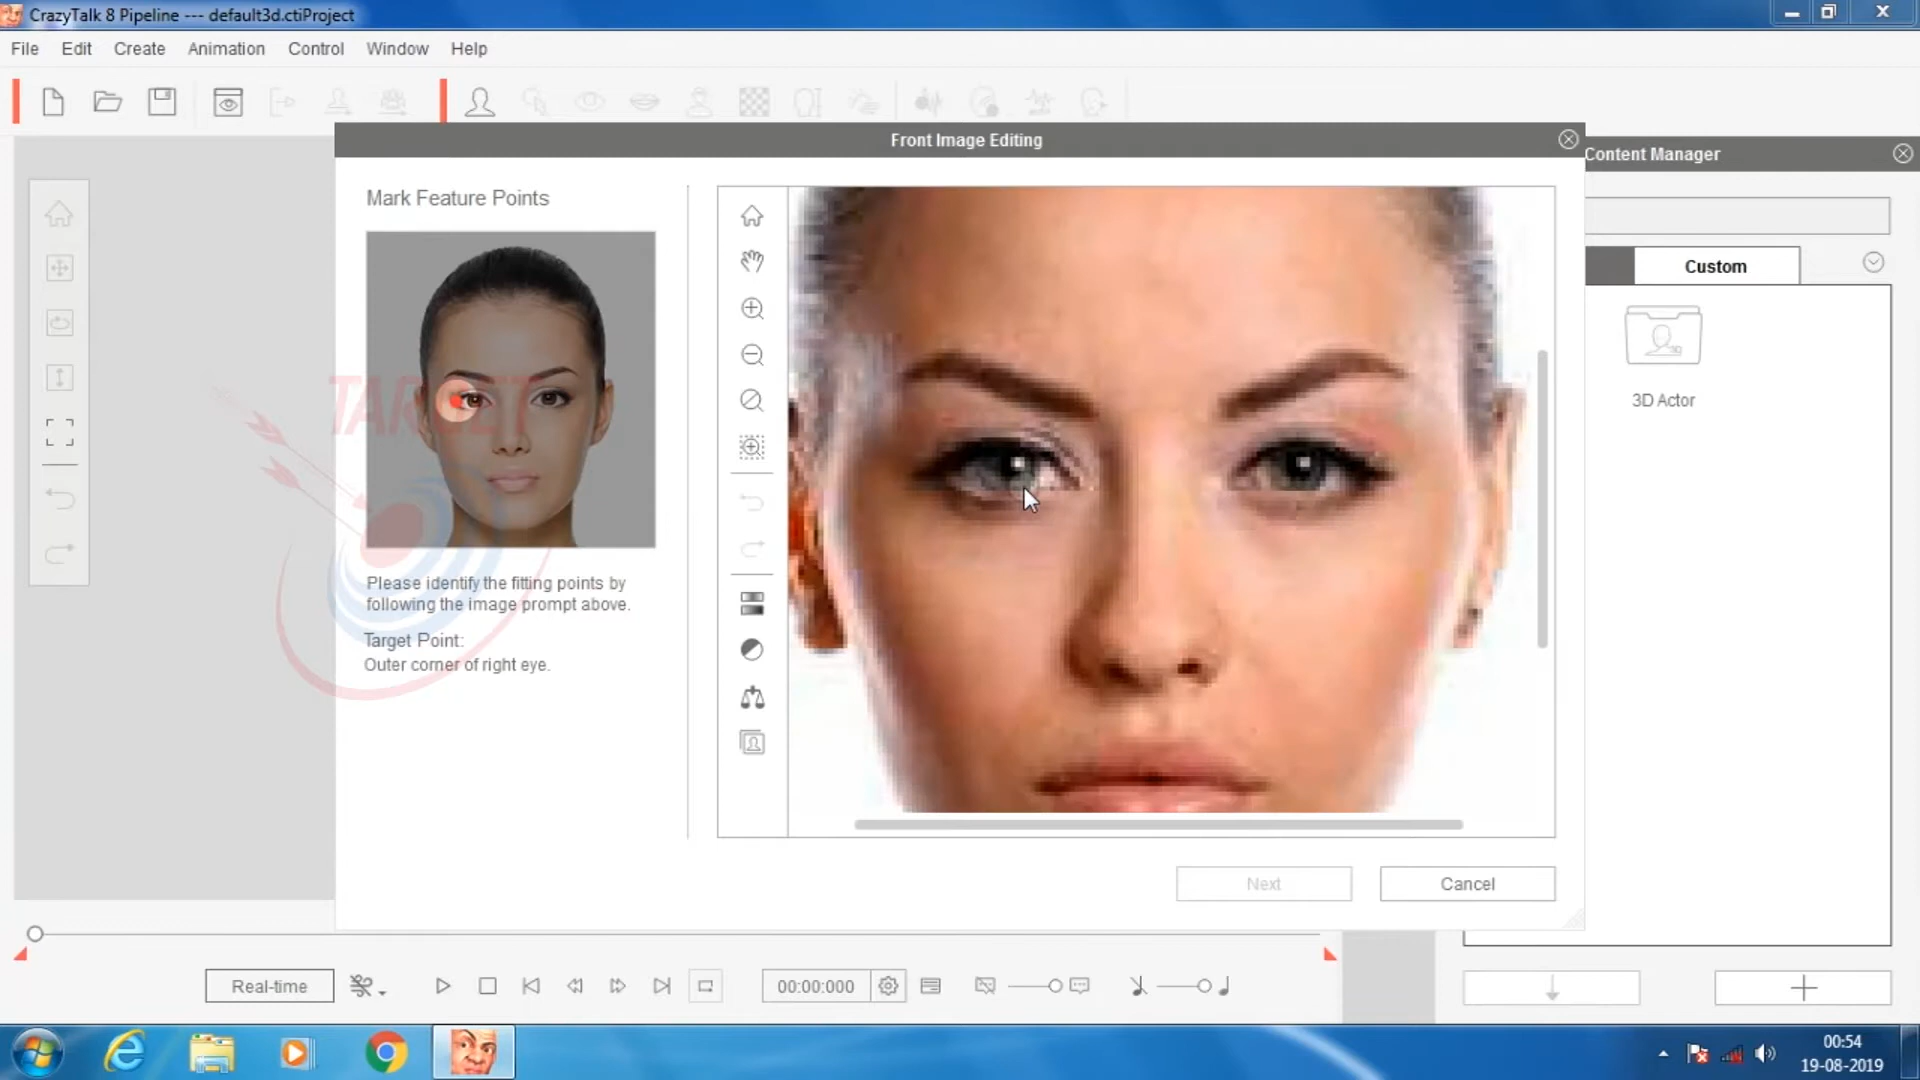 CrazyTalk 8 Pipeline --- default3d.ctiProject
File Edit Create Animation Control Window Help
Front Image Editing
Content Manager
Mark Feature Points
Custom
3D Actor
TARGET
Please identify the fitting points by
following the image prompt above.
Target Point:
Outer corner of right eye.
Next
Cancel
Real-time
00:00:000
00:54
19-08-2019